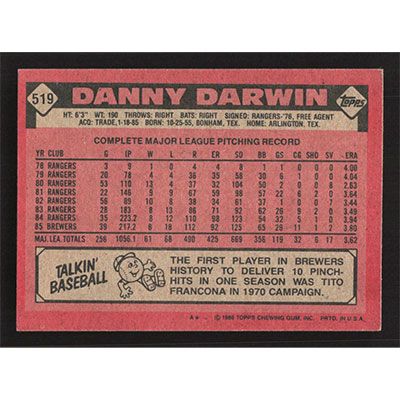 519
DANNY DARWIN
Topps
HT: 6'3" WT: 190 THROWS: RIGHT BATS: RIGHT SIGNED: RANGERS-'76, FREE AGENT
ACQ: TRADE, 1-18-85 BORN: 10-25-55, BONHAM, TEX. HOME: ARLINGTON, TEX.
COMPLETE MAJOR LEAGUE PITCHING RECORD
YR CLUB G IP W L R ER SO BB GS CG SHO SV ERA
78 RANGERS 3 9 1 0 4 4 8 1 1 0 0 0 4.00
79 RANGERS 20 78 4 4 36 35 58 30 6 1 0 0 4.04
80 RANGERS 53 110 13 4 37 32 104 50 2 0 0 8 2.63
81 RANGERS 22 146 9 9 67 59 98 57 22 6 2 0 3.64
82 RANGERS 56 89 10 8 38 34 61 37 1 0 0 7 3.44
83 RANGERS 28 183 8 13 86 71 92 62 26 9 2 0 3.49
84 RANGERS 35 223.2 8 12 110 98 123 54 32 5 1 0 3.94
85 BREWERS 39 217.2 8 18 112 92 125 65 29 11 1 2 3.80
MAJ. LEA. TOTALS 256 1056.1 61 68 490 425 669 356 119 32 6 17 3.62
TALKIN' BASEBALL
THE FIRST PLAYER IN BREWERS
HISTORY TO DELIVER 10 PINCH-
HITS IN ONE SEASON WAS TITO
FRANCONA IN 1970 CAMPAIGN.
A★ © 1986 TOPPS CHEWING GUM, INC. PRTD. IN U.S.A.